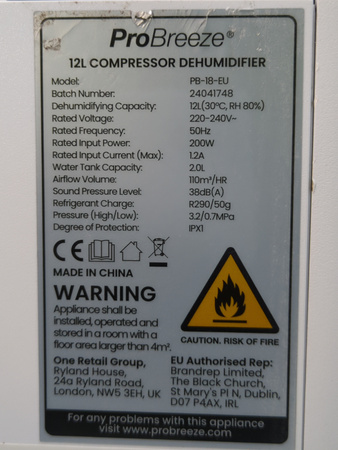 ProBreeze®
12L COMPRESSOR DEHUMIDIFIER
Model: PB-18-EU
Batch Number: 24041748
Dehumidifying Capacity: 12L(30°C, RH 80%)
Rated Voltage: 220-240V~
Rated Frequency: 50Hz
Rated Input Power: 200W
Rated Input Current (Max): 1.2A
Water Tank Capacity: 2.0L
Airflow Volume: 110m³/HR
Sound Pressure Level: 38dB(A)
Refrigerant Charge: R290/50g
Pressure (High/Low): 3.2/0.7MPa
Degree of Protection: IPX1
CE
MADE IN CHINA
WARNING
Appliance shall be
installed, operated and
stored in a room with a
floor area larger than 4m².
CAUTION. RISK OF FIRE
One Retail Group,
Ryland House,
24a Ryland Road,
London, NW5 3EH, UK
EU Authorised Rep:
Brandrep Limited,
The Black Church,
St Mary's Pl N, Dublin,
D07 P4AX, IRL
For any problems with this appliance
visit www.probreeze.com